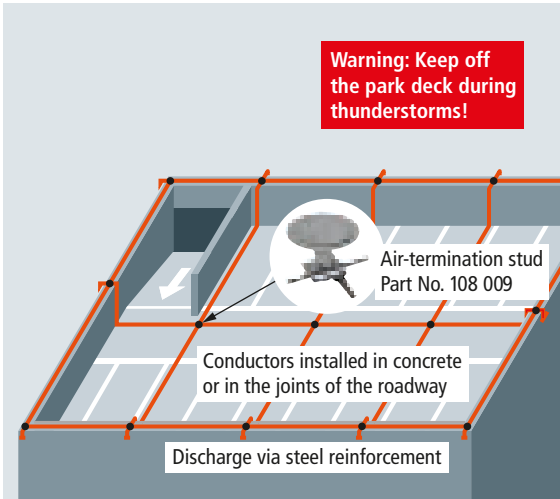 Warning: Keep off
the park deck during
thunderstorms!
Air-termination stud
Part No. 108 009
Conductors installed in concrete
or in the joints of the roadway
Discharge via steel reinforcement